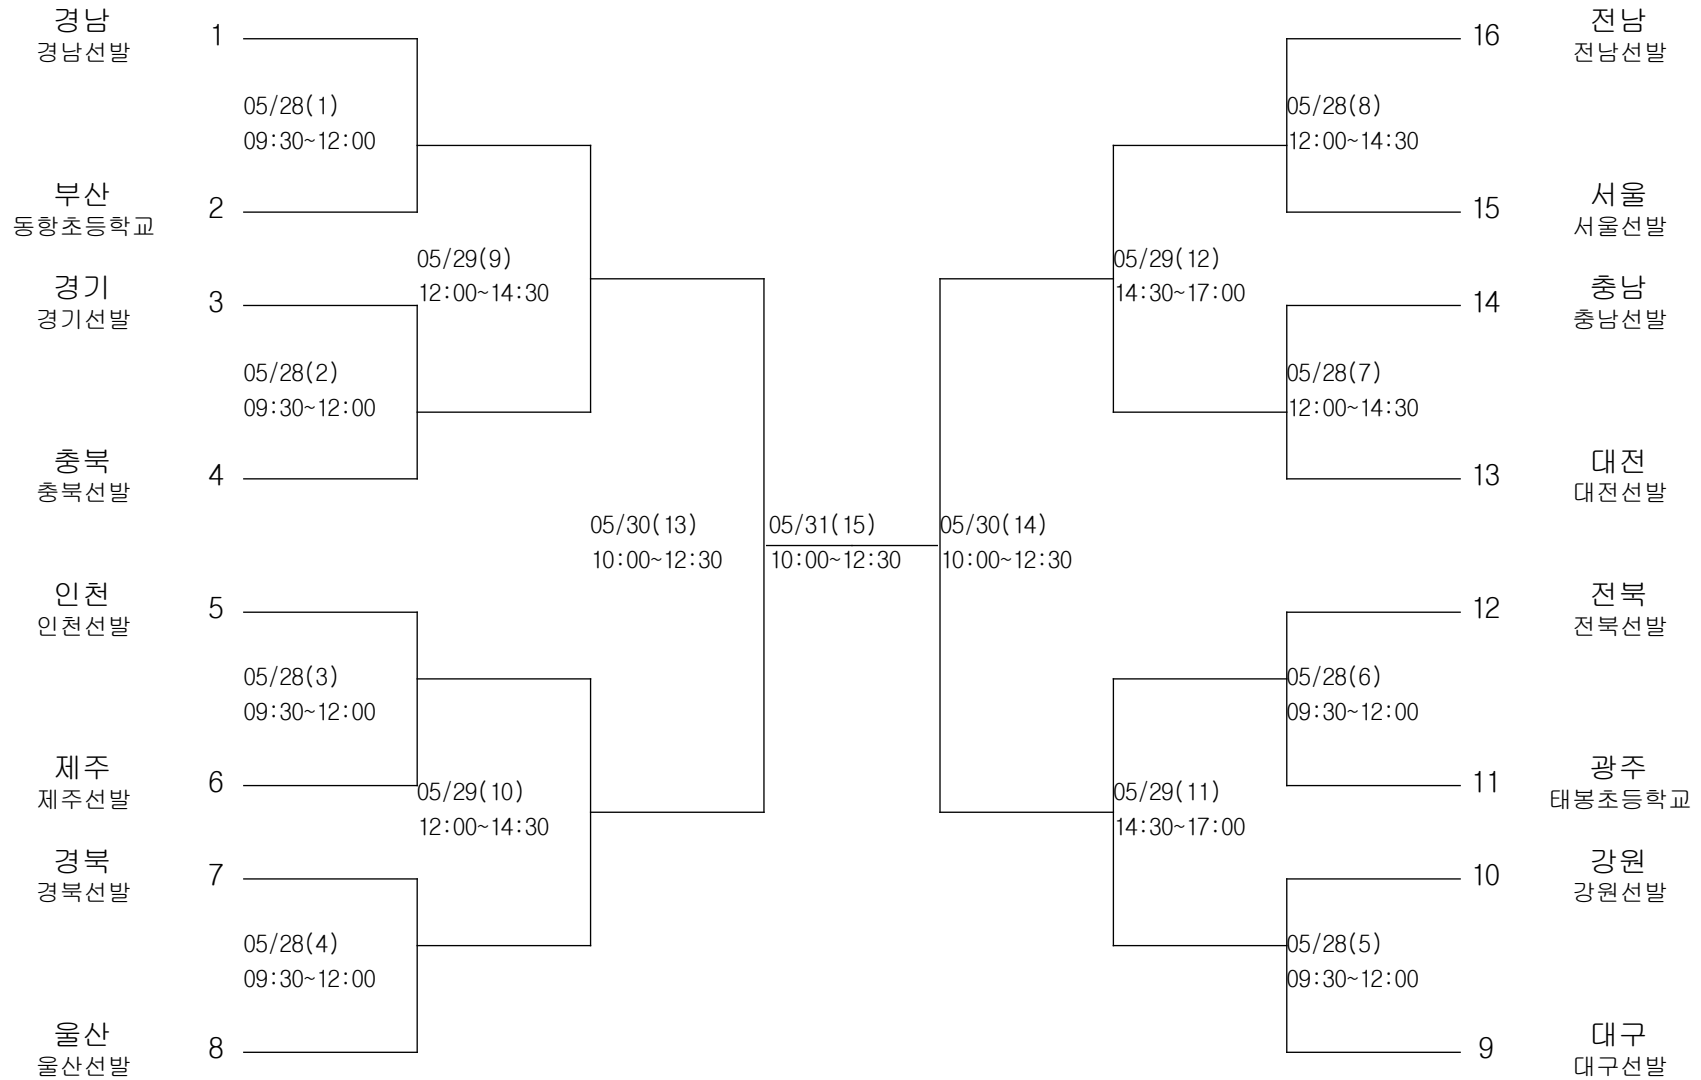 경남
경남선발
1
05/28(1)
09:30~12:00
부산
동항초등학교
2
05/29(9)
12:00~14:30
경기
경기선발
3
05/28(2)
09:30~12:00
충북
충북선발
4
05/30(13)
10:00~12:30
인천
인천선발
5
05/28(3)
09:30~12:00
제주
제주선발
6
05/29(10)
12:00~14:30
경북
경북선발
7
05/28(4)
09:30~12:00
울산
울산선발
8
05/31(15)
10:00~12:30
16
전남
전남선발
05/28(8)
12:00~14:30
15
서울
서울선발
05/29(12)
14:30~17:00
14
충남
충남선발
05/28(7)
12:00~14:30
13
대전
대전선발
05/30(14)
10:00~12:30
12
전북
전북선발
05/28(6)
09:30~12:00
11
광주
태봉초등학교
05/29(11)
14:30~17:00
10
강원
강원선발
05/28(5)
09:30~12:00
9
대구
대구선발